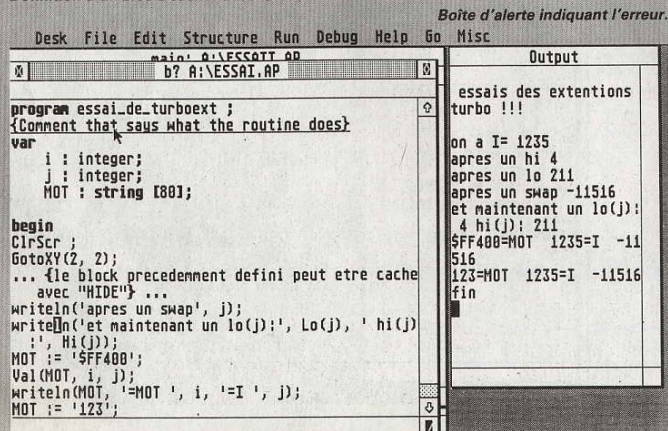 Boîte d'alerte indiquant l'erreur.
Desk File Edit Structure Run Debug Help Go Misc
main! A:\ESSAI.AP
b? A:\ESSAI.AP
program essai_de_turboext ;
{Comment that says what the routine does}
var
i : integer;
j : integer;
MOT : string [80];
begin
ClrScr ;
GotoXY(2, 2);
... {le block precedemment defini peut etre cache
avec "HIDE"} ...
writeln('apres un swap', j);
writeln('et maintenant un lo(j):', Lo(j), ' hi(j)
:', Hi(j));
MOT := '$FF400';
Val(MOT, i, j);
writeln(MOT, '=MOT ', i, '=I ', j);
MOT := '123';
Output
essais des extentions
turbo !!!
on a I= 1235
apres un hi 4
apres un lo 211
apres un swap -11516
et maintenant un lo(j):
4 hi(j): 211
$FF400=MOT 1235=I -11
516
123=MOT 1235=I -11516
fin